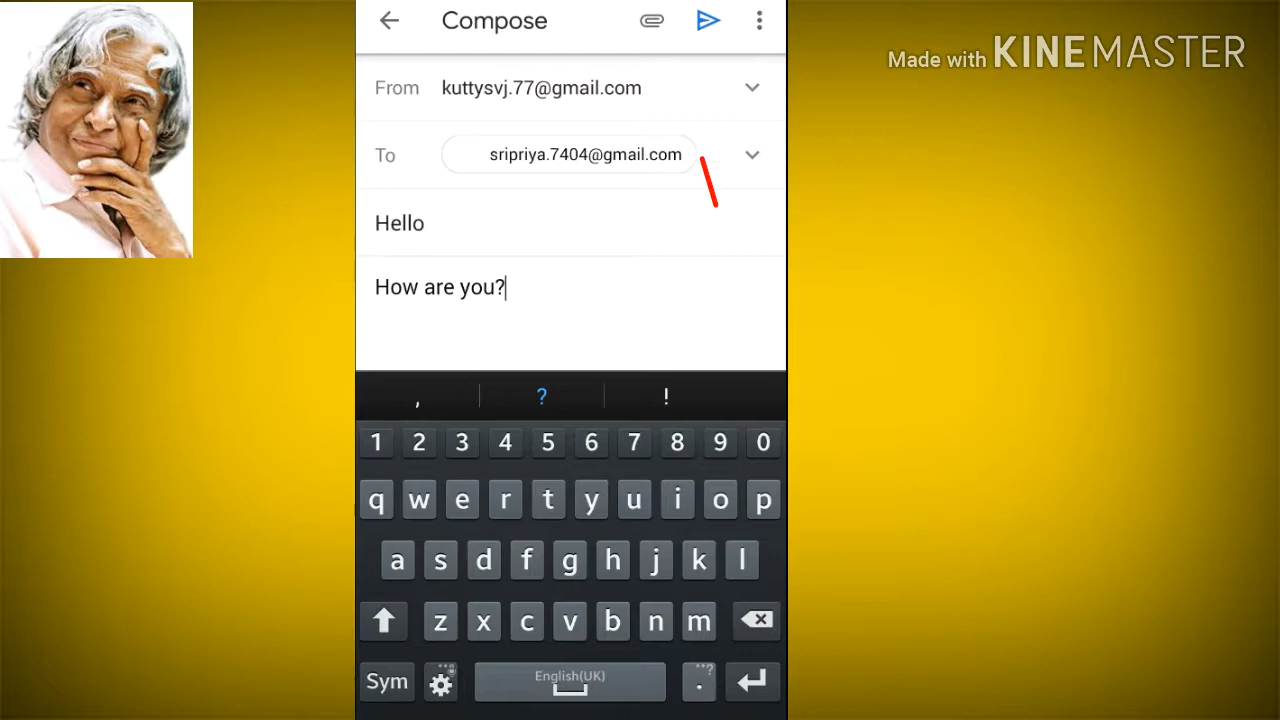 Compose
Made with KINEMASTER
From kuttysvj.77@gmail.com
To sripriya.7404@gmail.com
Hello
How are you?
, ? !
1 2 3 4 5 6 7 8 9 0
q w e r t y u i o p
a s d f g h j k l
z x c v b n m
Sym English(UK) . ?